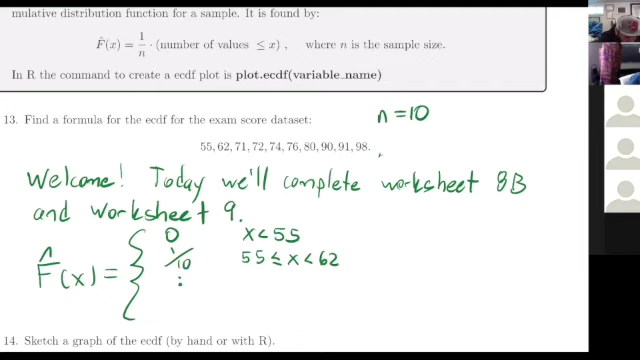 mulative distribution function for a sample. It is found by:
F̂(x) = 1/n · (number of values ≤ x) , where n is the sample size.
In R the command to create a ecdf plot is plot.ecdf(variable_name)
13. Find a formula for the ecdf for the exam score dataset:
n = 10
55, 62, 71, 72, 74, 76, 80, 90, 91, 98.
Welcome! Today we'll complete worksheet 8B
and worksheet 9.
F̂(x) = {
0 x < 55
1/10 55 ≤ x < 62
⋮
14. Sketch a graph of the ecdf (by hand or with R).